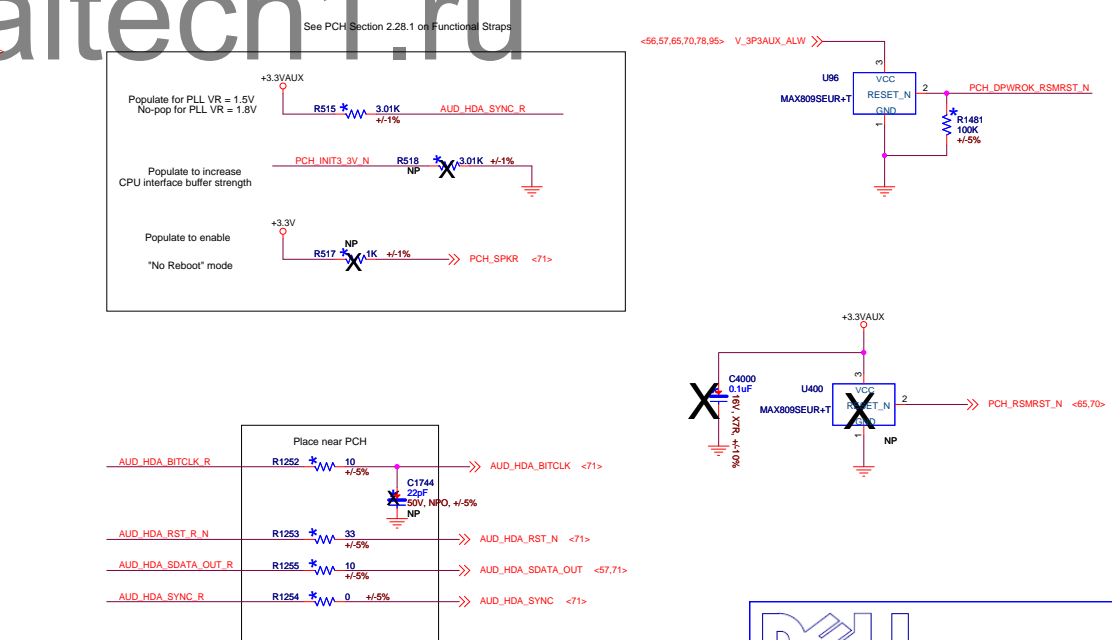 altech1.ru
See PCH Section 2.28.1 on Functional Straps
+3.3VAUX
Populate for PLL VR = 1.5V
No-pop for PLL VR = 1.8V
R515 * 3.01K
+/-1%
AUD_HDA_SYNC_R
PCH_INIT3_3V_N
R518 * 3.01K +/-1%
NP
Populate to increase
CPU interface buffer strength
+3.3V
Populate to enable
"No Reboot" mode
NP
R517 * 1K +/-1%
PCH_SPKR <71>
<56,57,65,70,78,95> V_3P3AUX_ALW
U96
MAX809SEUR+T
3
VCC
RESET_N
GND
1
2
PCH_DPWROK_RSMRST_N
*
R1481
100K
+/-5%
+3.3VAUX
C4000
0.1uF
16V, X7R, +/-10%
U400
MAX809SEUR+T
3
VCC
RESET_N
GND
1
2
NP
PCH_RSMRST_N <65,70>
Place near PCH
AUD_HDA_BITCLK_R R1252 * 10
+/-5%
AUD_HDA_BITCLK <71>
C1744
22pF
50V, NPO, +/-5%
NP
AUD_HDA_RST_R_N R1253 * 33
+/-5%
AUD_HDA_RST_N <71>
AUD_HDA_SDATA_OUT_R R1255 * 10
+/-5%
AUD_HDA_SDATA_OUT <57,71>
AUD_HDA_SYNC_R R1254 * 0 +/-5%
AUD_HDA_SYNC <71>
DELL